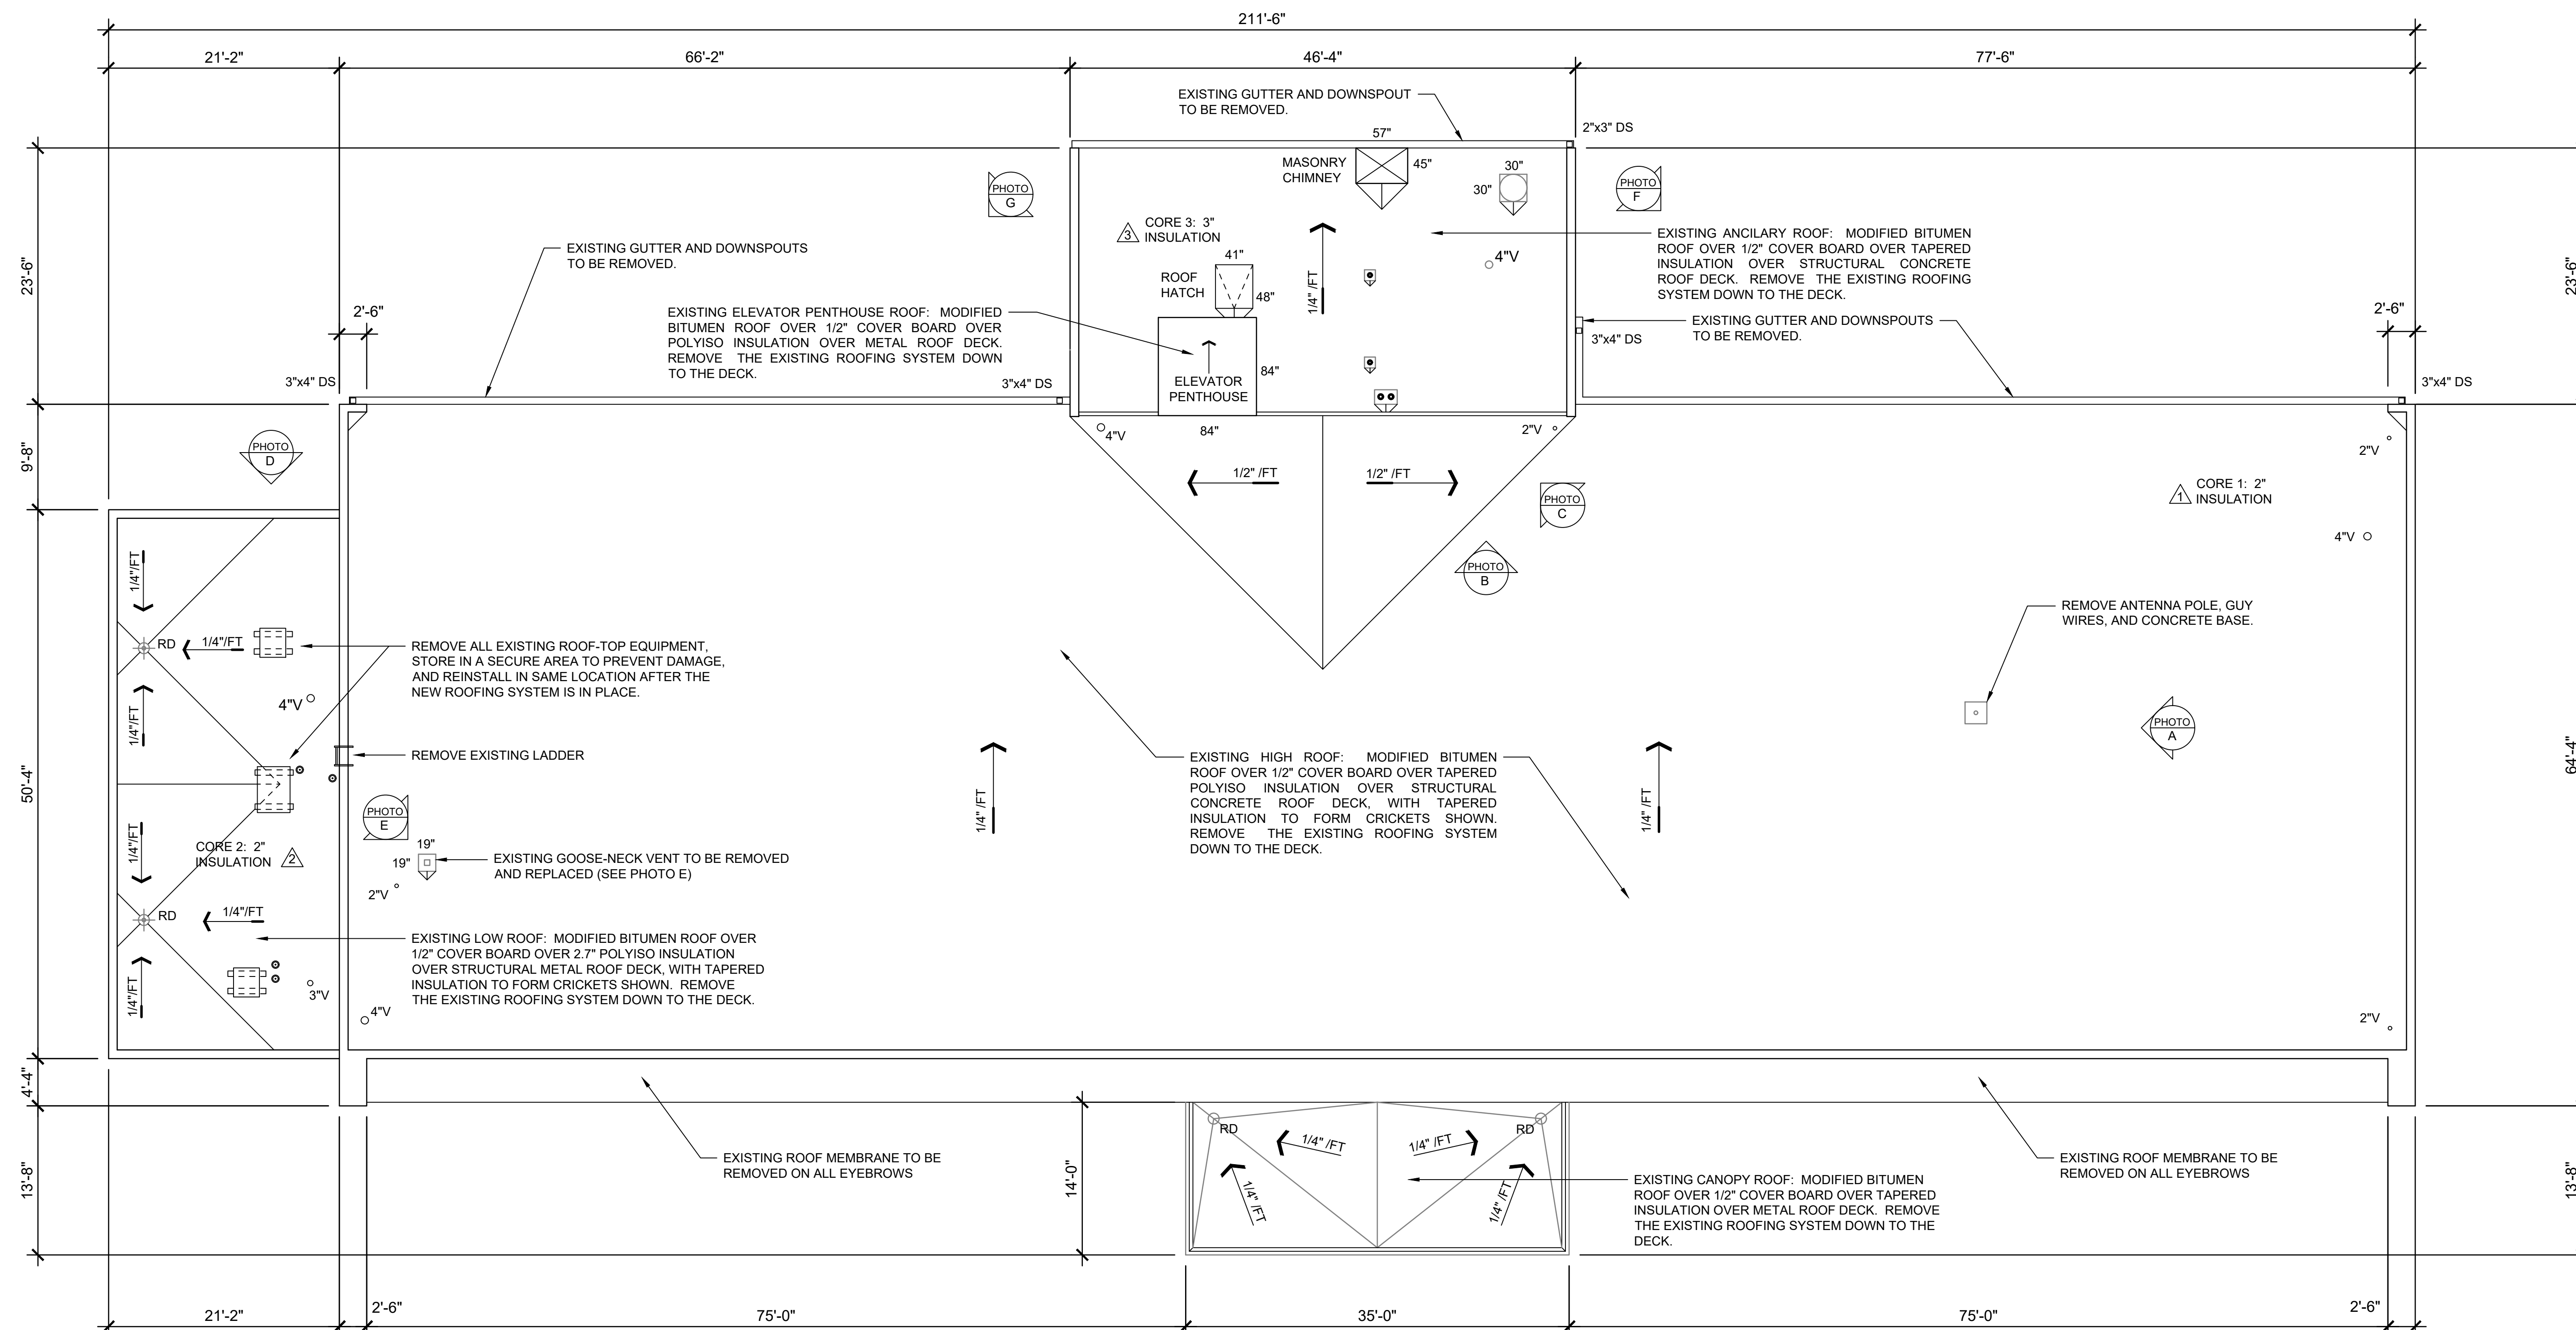 211'-6"
21'-2"
66'-2"
46'-4"
77'-6"
EXISTING GUTTER AND DOWNSPOUT
TO BE REMOVED.
57"
2"x3" DS
MASONRY
CHIMNEY
45"
30"
30"
PHOTO
G
PHOTO
F
CORE 3: 3"
INSULATION
3
41"
ROOF
HATCH
48"
1/4" /FT
4"V
EXISTING ANCILARY ROOF: MODIFIED BITUMEN
ROOF OVER 1/2" COVER BOARD OVER TAPERED
INSULATION OVER STRUCTURAL CONCRETE
ROOF DECK. REMOVE THE EXISTING ROOFING
SYSTEM DOWN TO THE DECK.
EXISTING GUTTER AND DOWNSPOUTS
TO BE REMOVED.
23'-6"
23'-6"
2'-6"
EXISTING ELEVATOR PENTHOUSE ROOF: MODIFIED
BITUMEN ROOF OVER 1/2" COVER BOARD OVER
POLYISO INSULATION OVER METAL ROOF DECK.
REMOVE THE EXISTING ROOFING SYSTEM DOWN
TO THE DECK.
EXISTING GUTTER AND DOWNSPOUTS
TO BE REMOVED.
3"x4" DS
2'-6"
84"
ELEVATOR
PENTHOUSE
3"x4" DS
3"x4" DS
3"x4" DS
4"V
84"
2"V
2"V
9'-8"
PHOTO
D
1/2" /FT
1/2" /FT
PHOTO
C
CORE 1: 2"
INSULATION
1
4"V
PHOTO
B
1/4"/FT
RD
1/4"/FT
REMOVE ALL EXISTING ROOF-TOP EQUIPMENT,
STORE IN A SECURE AREA TO PREVENT DAMAGE,
AND REINSTALL IN SAME LOCATION AFTER THE
NEW ROOFING SYSTEM IS IN PLACE.
REMOVE ANTENNA POLE, GUY
WIRES, AND CONCRETE BASE.
4"V
1/4"/FT
PHOTO
A
REMOVE EXISTING LADDER
50'-4"
64'-4"
1/4" /FT
EXISTING HIGH ROOF: MODIFIED BITUMEN
ROOF OVER 1/2" COVER BOARD OVER TAPERED
POLYISO INSULATION OVER STRUCTURAL
CONCRETE ROOF DECK, WITH TAPERED
INSULATION TO FORM CRICKETS SHOWN.
REMOVE THE EXISTING ROOFING SYSTEM
DOWN TO THE DECK.
1/4" /FT
PHOTO
E
1/4"/FT
CORE 2: 2"
INSULATION
2
19"
19"
EXISTING GOOSE-NECK VENT TO BE REMOVED
AND REPLACED (SEE PHOTO E)
2"V
RD
1/4"/FT
EXISTING LOW ROOF: MODIFIED BITUMEN ROOF OVER
1/2" COVER BOARD OVER 2.7" POLYISO INSULATION
OVER STRUCTURAL METAL ROOF DECK, WITH TAPERED
INSULATION TO FORM CRICKETS SHOWN. REMOVE
THE EXISTING ROOFING SYSTEM DOWN TO THE DECK.
1/4"/FT
3"V
4"V
2"V
4'-4"
13'-8"
14'-0"
RD
1/4" /FT
1/4" /FT
RD
1/4" /FT
1/4" /FT
EXISTING ROOF MEMBRANE TO BE
REMOVED ON ALL EYEBROWS
EXISTING CANOPY ROOF: MODIFIED BITUMEN
ROOF OVER 1/2" COVER BOARD OVER TAPERED
INSULATION OVER METAL ROOF DECK. REMOVE
THE EXISTING ROOFING SYSTEM DOWN TO THE
DECK.
EXISTING ROOF MEMBRANE TO BE
REMOVED ON ALL EYEBROWS
13'-8"
21'-2"
2'-6"
75'-0"
35'-0"
75'-0"
2'-6"